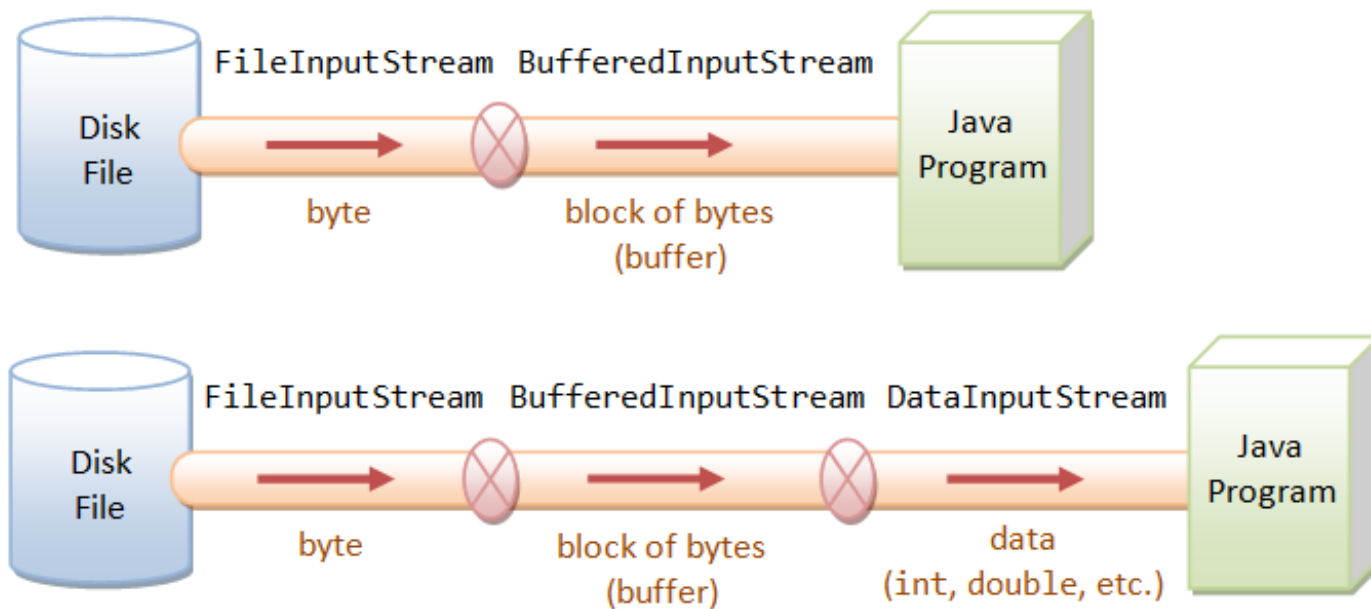 FileInputStream BufferedInputStream
Disk
File
Java
Program
byte
block of bytes
(buffer)
FileInputStream BufferedInputStream DataInputStream
Disk
File
Java
Program
byte
block of bytes
(buffer)
data
(int, double, etc.)